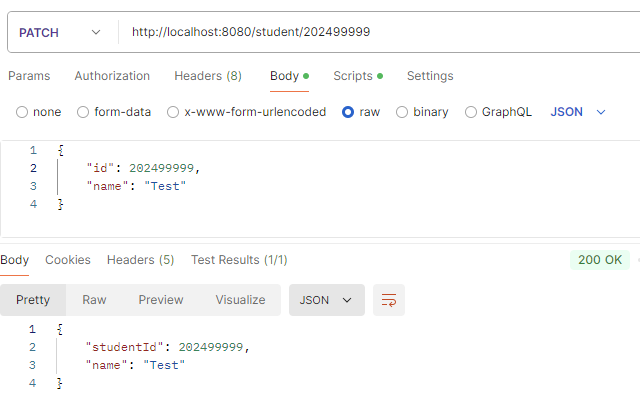 PATCH http://localhost:8080/student/202499999
Params Authorization Headers (8) Body Scripts Settings
none form-data x-www-form-urlencoded raw binary GraphQL JSON
1 {
2 "id": 202499999,
3 "name": "Test"
4 }
Body Cookies Headers (5) Test Results (1/1) 200 OK
Pretty Raw Preview Visualize JSON
1 {
2 "studentId": 202499999,
3 "name": "Test"
4 }